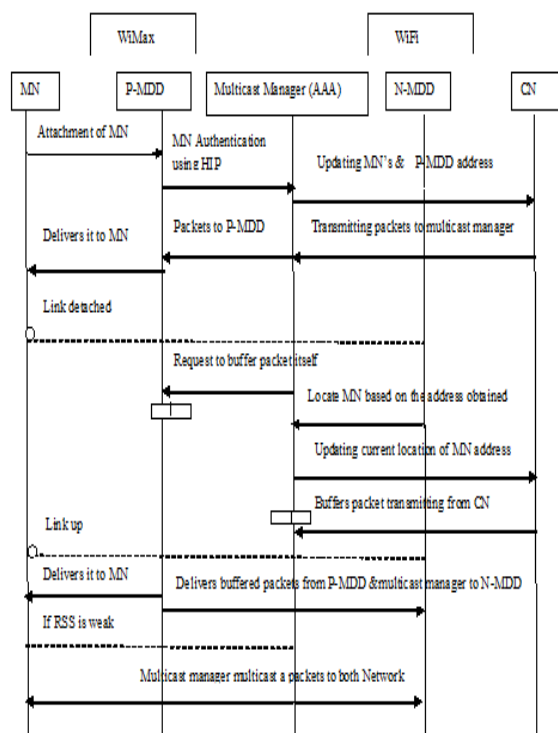 WiMax
WiFi
MN
P-MDD
Multicast Manager (AAA)
N-MDD
CN
Attachment of MN
MN Authentication
using HIP
Updating MN's & P-MDD address
Packets to P-MDD
Transmitting packets to multicast manager
Delivers it to MN
Link detached
Request to buffer packet itself
Locate MN based on the address obtained
Updating current location of MN address
Buffers packet transmitting from CN
Link up
Delivers it to MN
Delivers buffered packets from P-MDD &multicast manager to N-MDD
If RSS is weak
Multicast manager multicast a packets to both Network